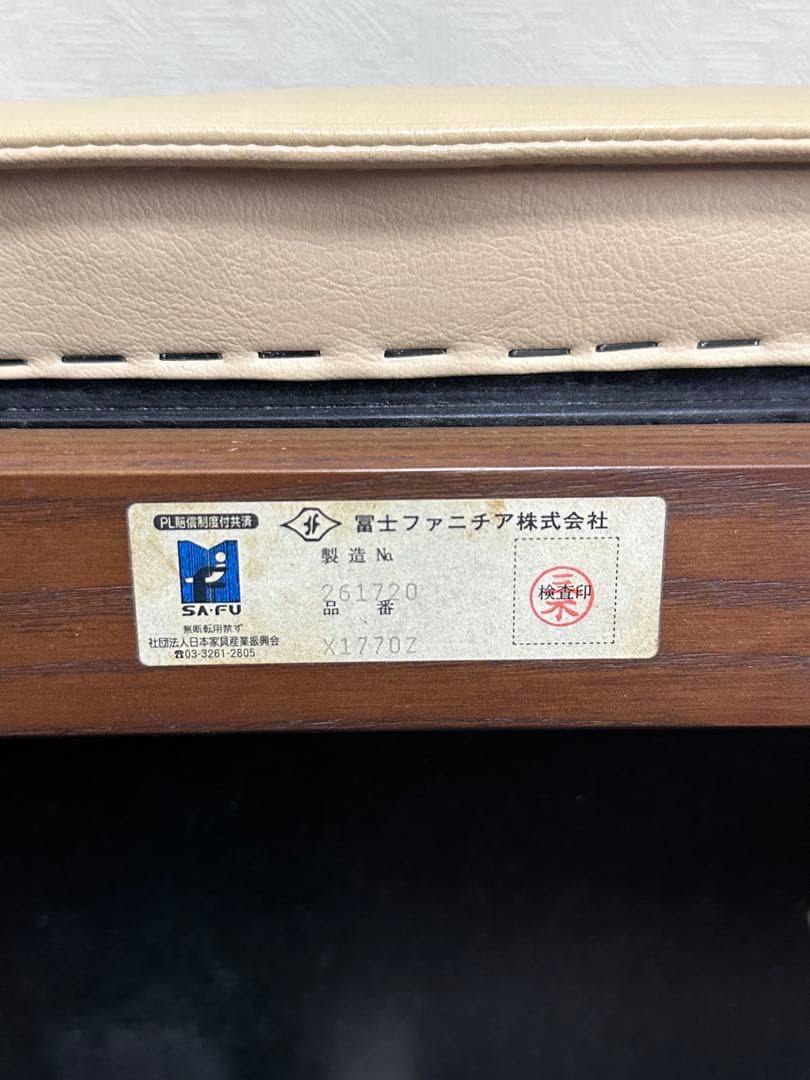 PL賠償制度付共済
SA・FU
無断転用禁ず
社団法人日本家具産業振興会
☎03-3261-2805
冨士ファニチア株式会社
製造No.
261720
品番
X1770Z
検査印